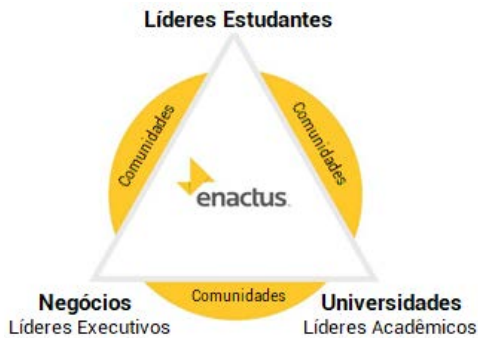 Líderes Estudantes
Comunidades
Comunidades
enactus.
Comunidades
Negócios
Líderes Executivos
Universidades
Líderes Acadêmicos